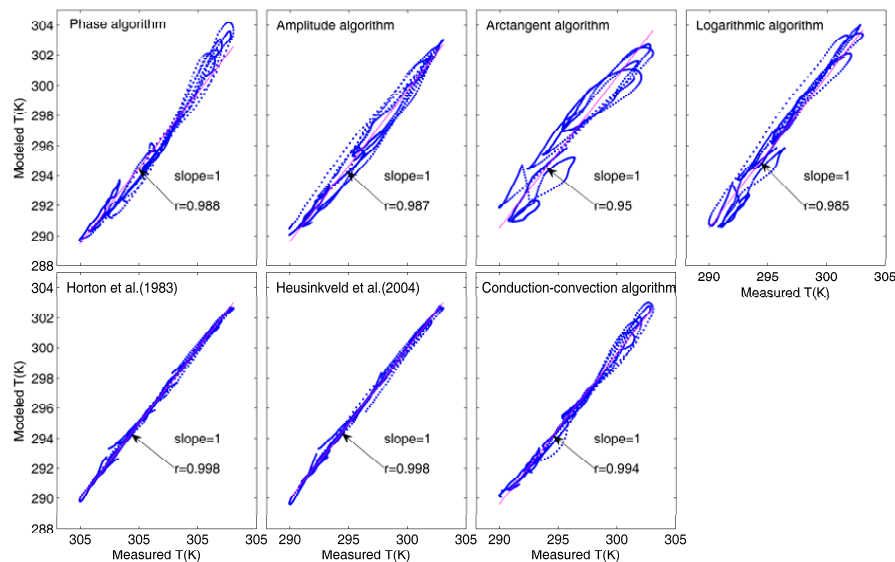 Phase algorithm
Amplitude algorithm
Arctangent algorithm
Logarithmic algorithm
304
302
300
298
296
294
292
290
288
Modeled T(K)
slope=1
r=0.988
slope=1
r=0.987
slope=1
r=0.95
slope=1
r=0.985
290
295
300
305
Measured T(K)
Horton et al.(1983)
Heusinkveld et al.(2004)
Conduction-convection algorithm
304
302
300
298
296
294
292
290
288
Modeled T(K)
slope=1
r=0.998
slope=1
r=0.998
slope=1
r=0.994
305
305
305
305
290
295
300
305
290
295
300
305
Measured T(K)
Measured T(K)
Measured T(K)